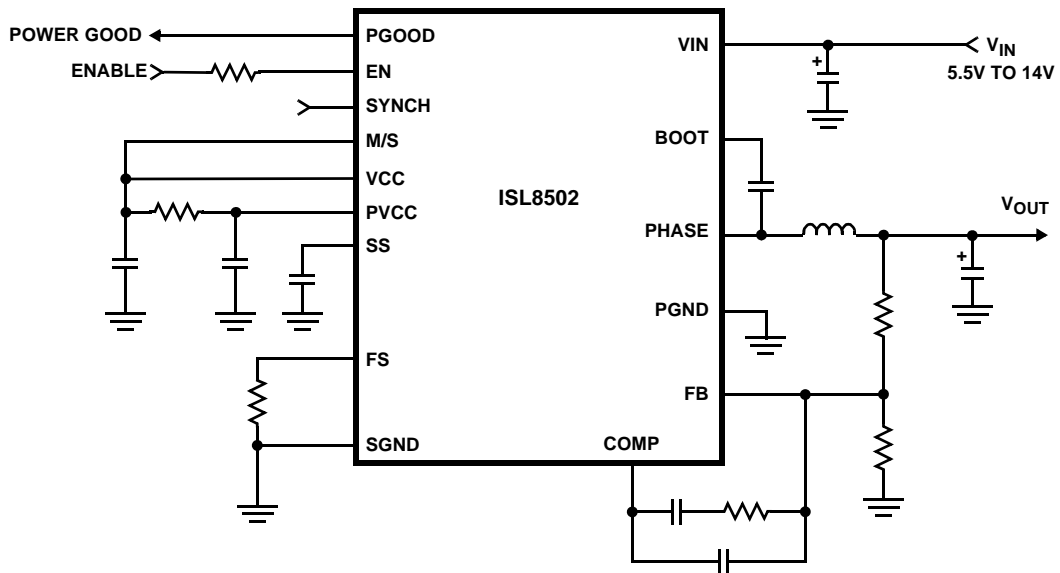 POWER GOOD
PGOOD
VIN
V_IN
ENABLE
EN
5.5V TO 14V
SYNCH
M/S
BOOT
VCC
ISL8502
PVCC
V_OUT
PHASE
SS
PGND
FS
FB
SGND
COMP
+
+